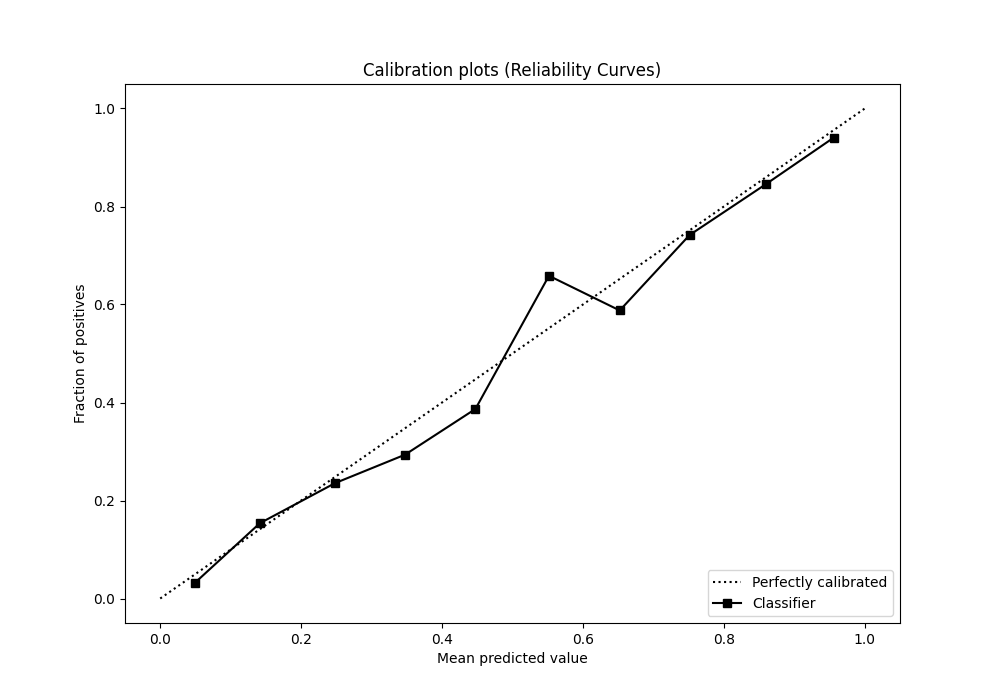 Calibration plots (Reliability Curves)
Fraction of positives
1.0
0.8
0.6
0.4
0.2
0.0
0.0 0.2 0.4 0.6 0.8 1.0
Mean predicted value
Perfectly calibrated
Classifier